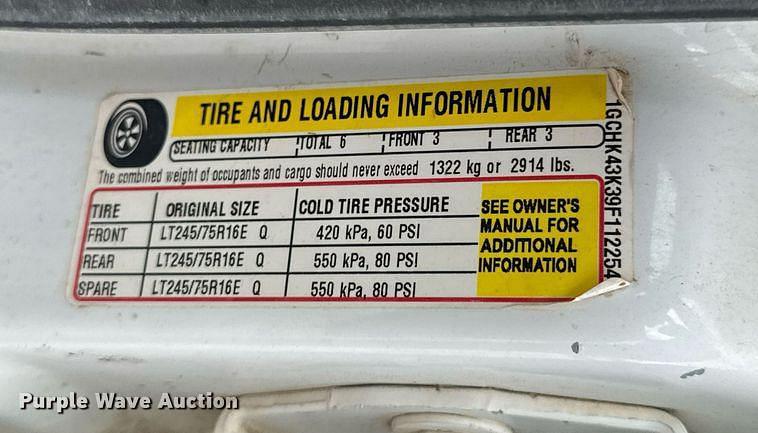 TIRE AND LOADING INFORMATION
SEATING CAPACITY TOTAL 6 FRONT 3 REAR 3
The combined weight of occupants and cargo should never exceed 1322 kg or 2914 lbs.
TIRE ORIGINAL SIZE COLD TIRE PRESSURE
FRONT LT245/75R16E Q 420 kPa, 60 PSI
REAR LT245/75R16E Q 550 kPa, 80 PSI
SPARE LT245/75R16E Q 550 kPa, 80 PSI
SEE OWNER'S
MANUAL FOR
ADDITIONAL
INFORMATION
1GCHK43K39F112254
Purple Wave Auction